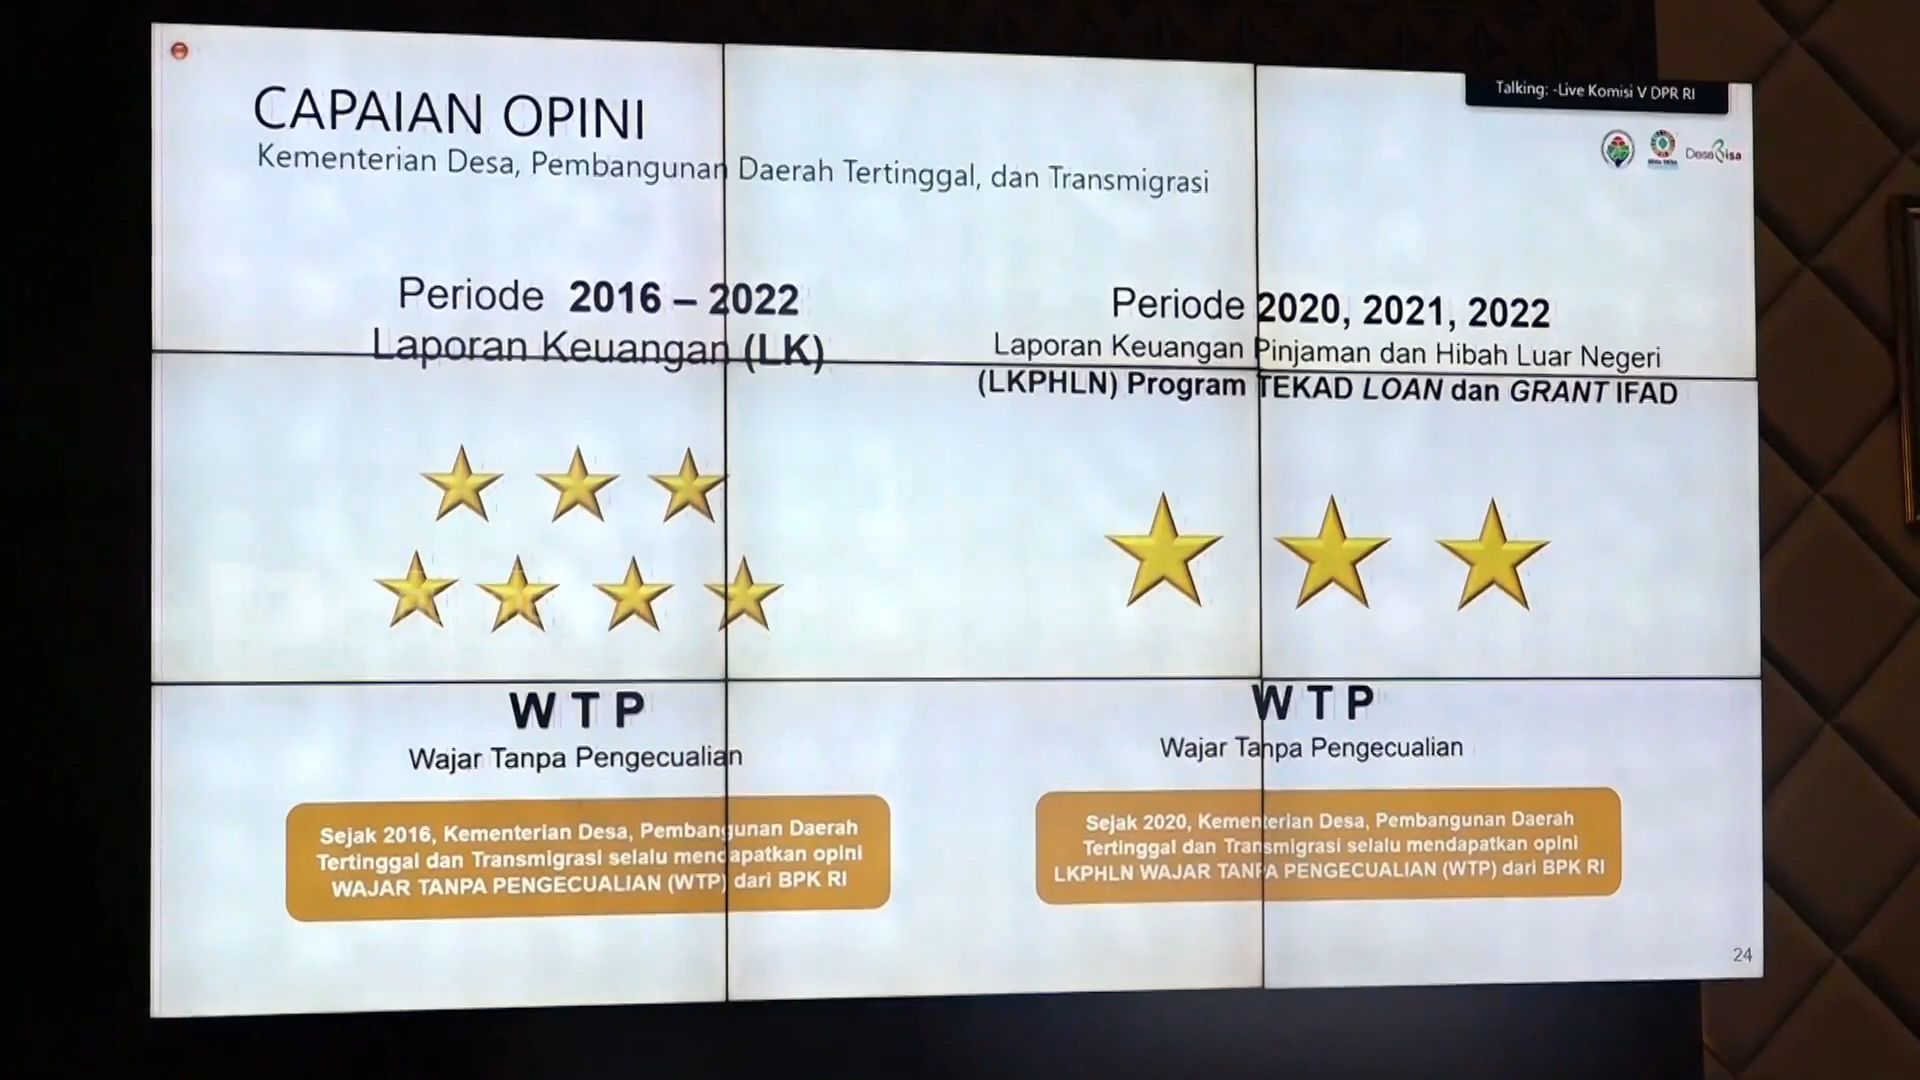 Talking: -Live Komisi V DPR RI
CAPAIAN OPINI
Kementerian Desa, Pembangunan Daerah Tertinggal, dan Transmigrasi
DesaBisa
Periode 2016 – 2022
Laporan Keuangan (LK)
W T P
Wajar Tanpa Pengecualian
Sejak 2016, Kementerian Desa, Pembangunan Daerah
Tertinggal dan Transmigrasi selalu mendapatkan opini
WAJAR TANPA PENGECUALIAN (WTP) dari BPK RI
Periode 2020, 2021, 2022
Laporan Keuangan Pinjaman dan Hibah Luar Negeri
(LKPHLN) Program TEKAD LOAN dan GRANT IFAD
W T P
Wajar Tanpa Pengecualian
Sejak 2020, Kementerian Desa, Pembangunan Daerah
Tertinggal dan Transmigrasi selalu mendapatkan opini
LKPHLN WAJAR TANPA PENGECUALIAN (WTP) dari BPK RI
24